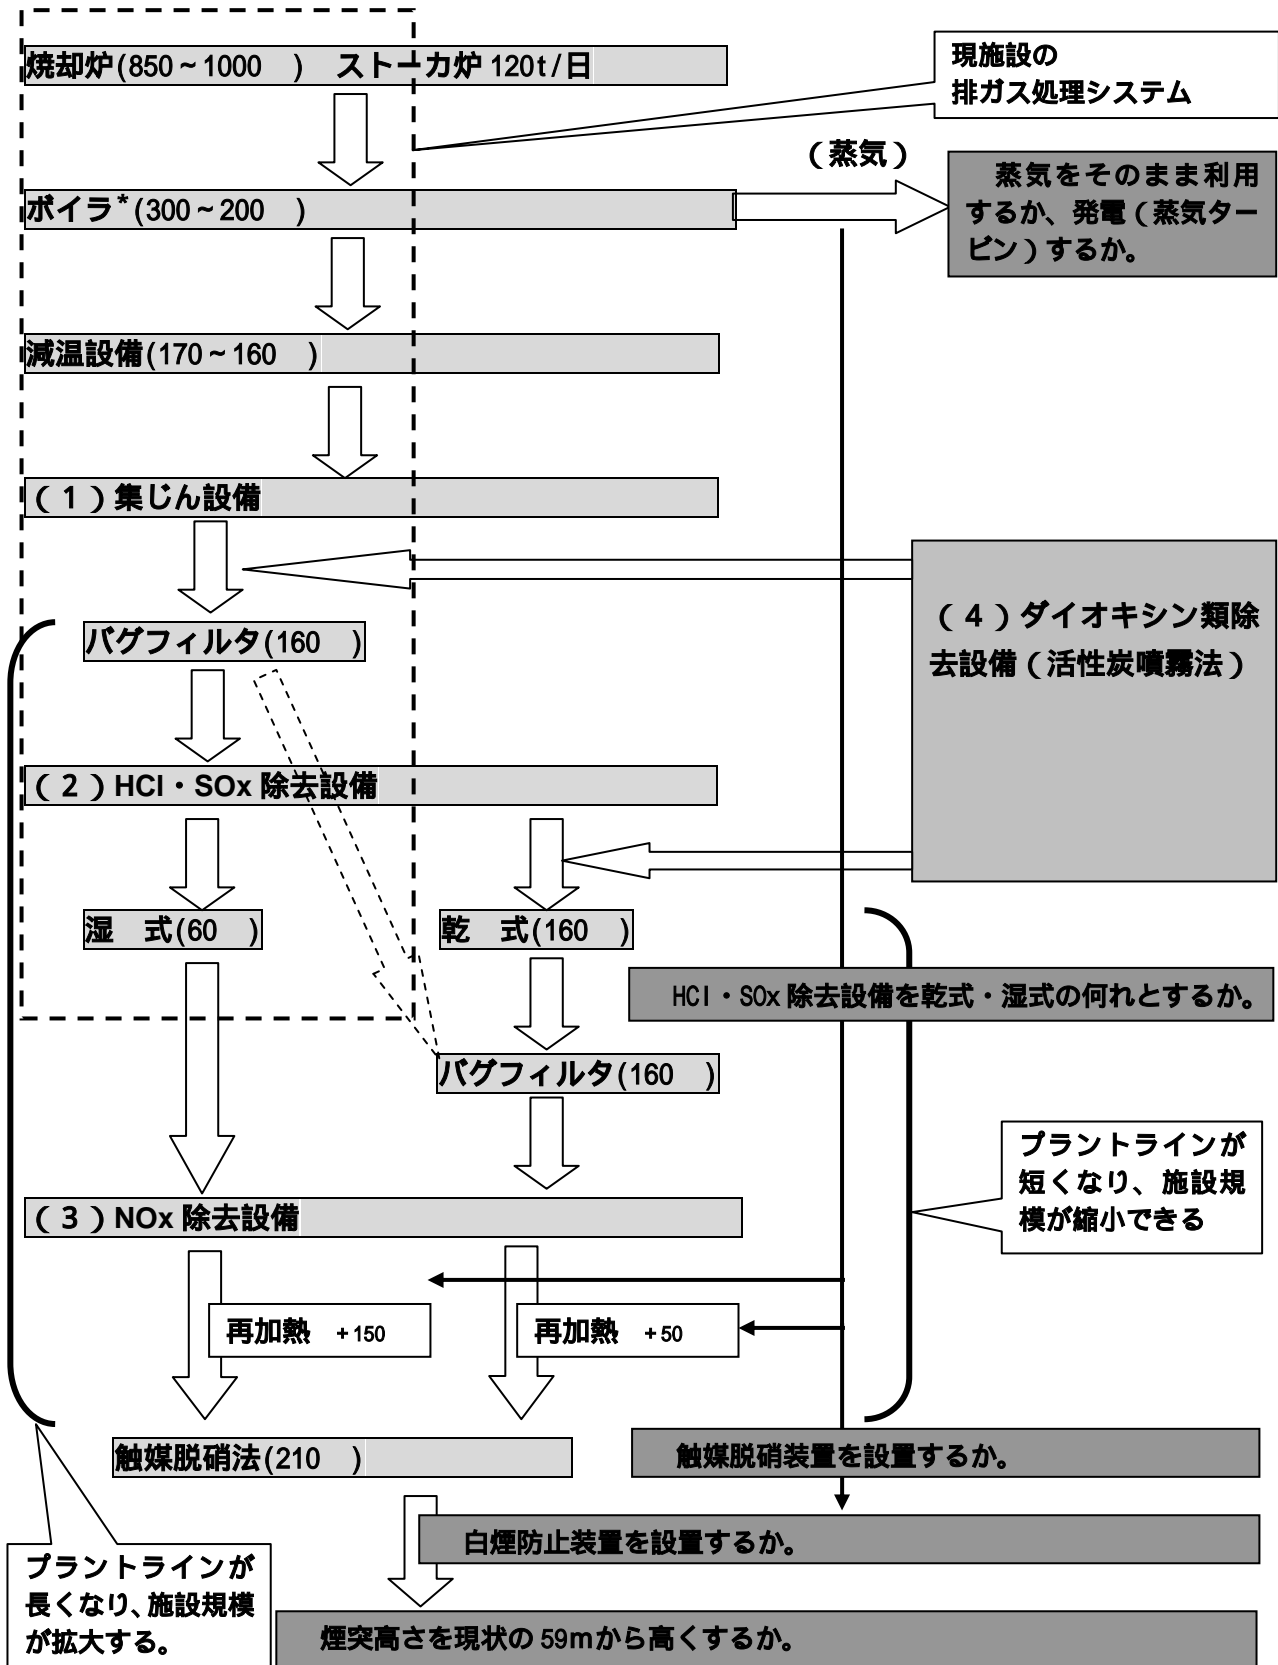 焼却炉(850～1000　) ストーカ炉 120t/日
現施設の
排ガス処理システム
（蒸気）
ボイラ*(300～200　)
蒸気をそのまま利用
するか、発電（蒸気ター
ビン）するか。
減温設備(170～160　)
（１）集じん設備
（４）ダイオキシン類除
去設備（活性炭噴霧法）
バグフィルタ(160　)
（２）HCl・SOx 除去設備
湿　式(60　)
乾　式(160　)
HCl・SOx 除去設備を乾式・湿式の何れとするか。
バグフィルタ(160　)
プラントラインが
短くなり、施設規
模が縮小できる
（３）NOx 除去設備
再加熱　+150
再加熱　+50
触媒脱硝法(210　)
触媒脱硝装置を設置するか。
白煙防止装置を設置するか。
プラントラインが
長くなり、施設規模
が拡大する。
煙突高さを現状の 59mから高くするか。